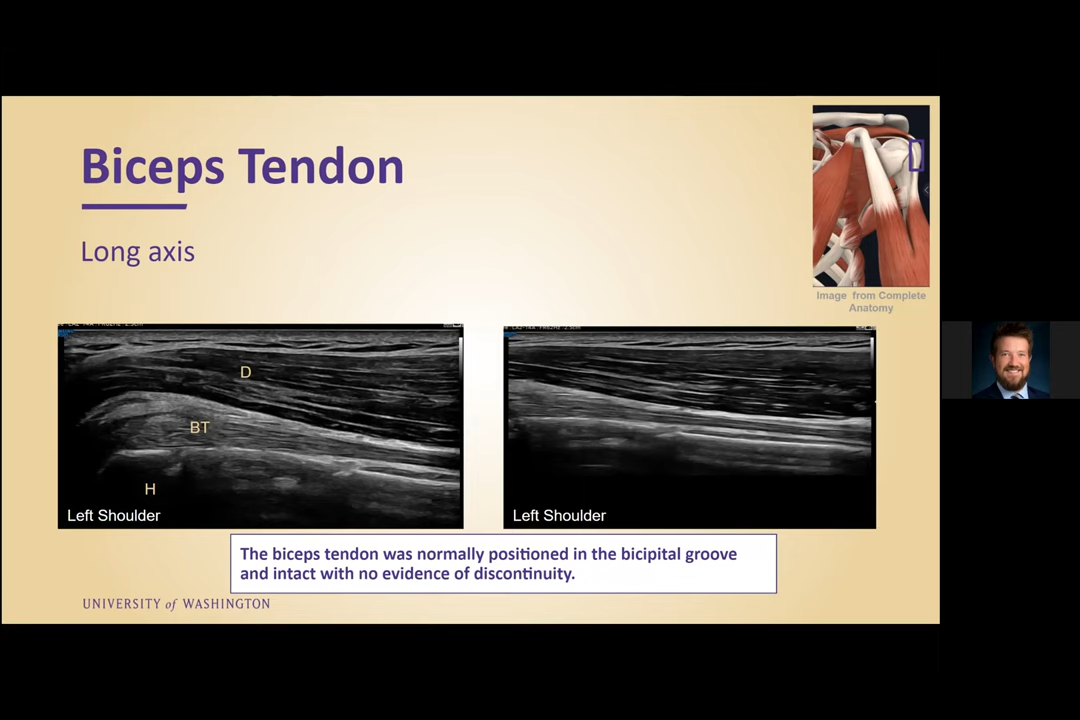 Biceps Tendon
Long axis
Image from Complete
Anatomy
D
BT
H
Left Shoulder
Left Shoulder
The biceps tendon was normally positioned in the bicipital groove
and intact with no evidence of discontinuity.
UNIVERSITY of WASHINGTON